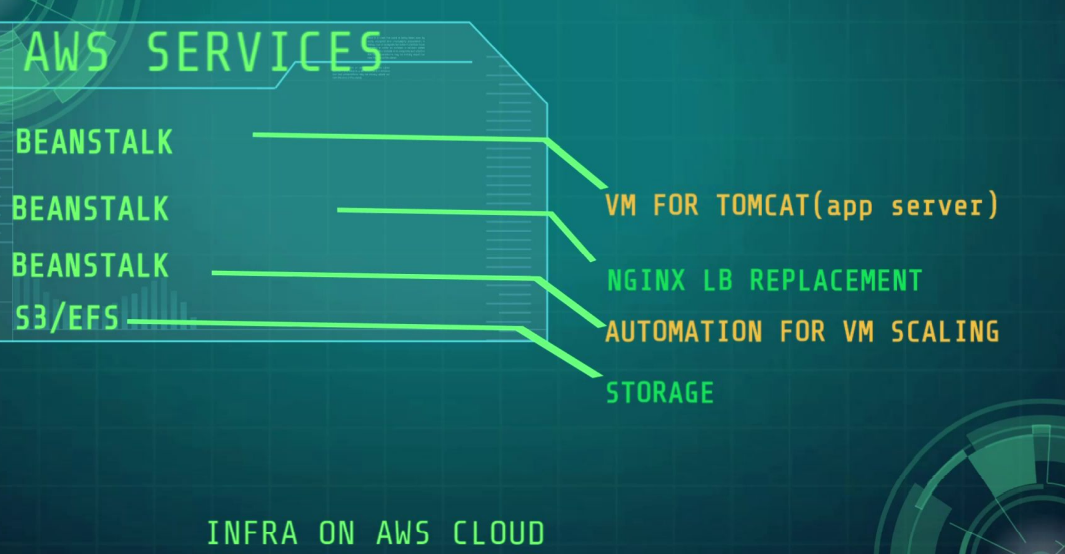 AWS SERVICES
BEANSTALK
VM FOR TOMCAT(app server)
BEANSTALK
NGINX LB REPLACEMENT
BEANSTALK
AUTOMATION FOR VM SCALING
S3/EFS
STORAGE
INFRA ON AWS CLOUD